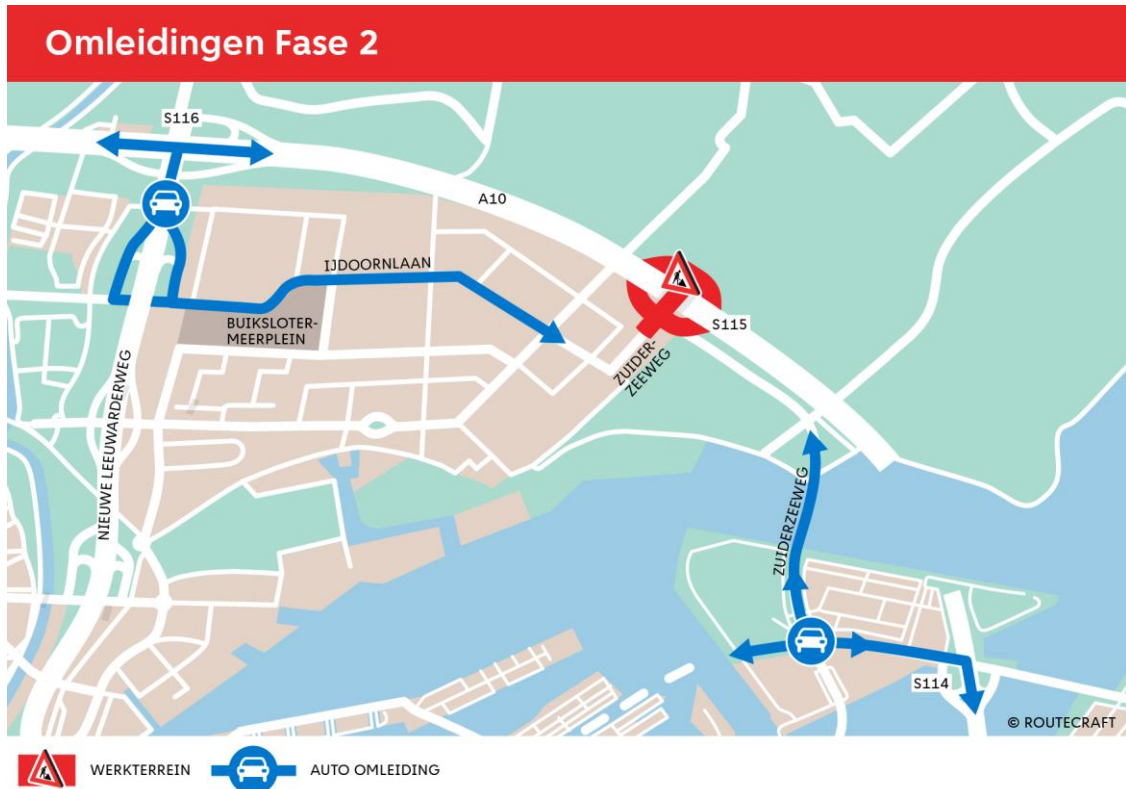 Omleidingen Fase 2
S116
A10
IJDOORNLAAN
BUIKSLOTER-
MEERPLEIN
S115
ZUIDER-
ZEEWEG
NIEUWE LEEUWARDERWEG
ZUIDERZEEWEG
S114
© ROUTECRAFT
WERKTERREIN
AUTO OMLEIDING